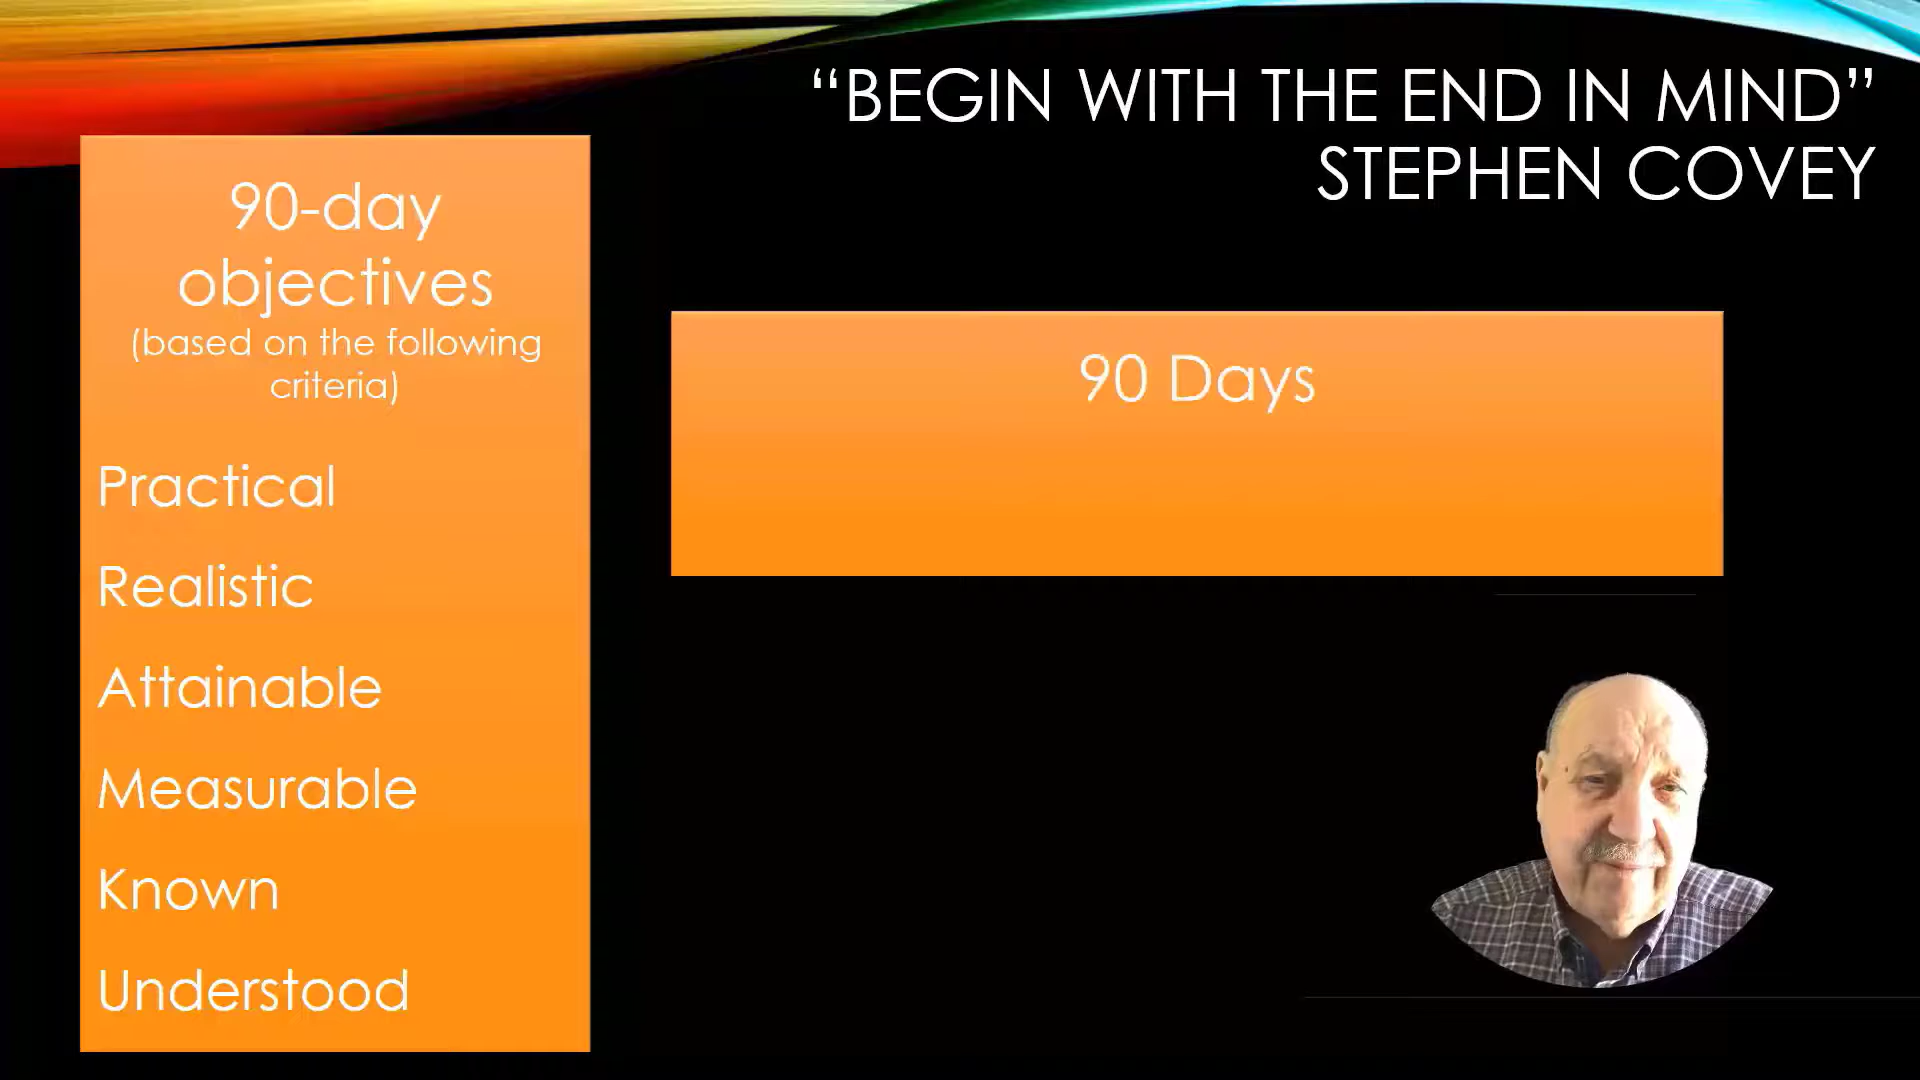 “BEGIN WITH THE END IN MIND”
STEPHEN COVEY
90-day
objectives
(based on the following
criteria)
Practical
Realistic
Attainable
Measurable
Known
Understood
90 Days